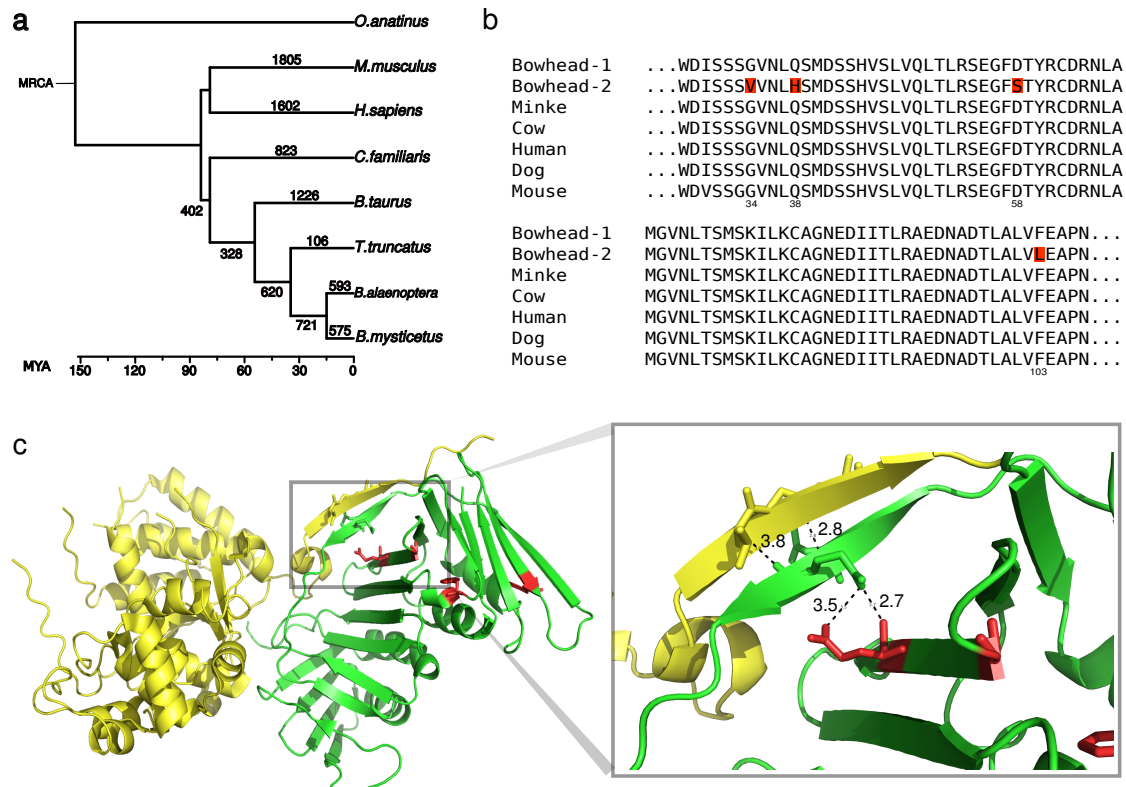 a
O.anatinus
MRCA
1805
M.musculus
1602
H.sapiens
823
C.familiaris
402
1226
B.taurus
328
106
T.truncatus
620
593
B.alaenoptera
721
575
B.mysticetus
MYA
150 120 90 60 30 0
b
Bowhead-1 ...WDISSSGVNLQSMDSSHVSLVQLTLRSEGFDTYRCDRNLA
Bowhead-2 ...WDISSSVVNLHSMDSSHVSLVQLTLRSEGFSTYRCDRNLA
Minke ...WDISSSGVNLQSMDSSHVSLVQLTLRSEGFDTYRCDRNLA
Cow ...WDISSSGVNLQSMDSSHVSLVQLTLRSEGFDTYRCDRNLA
Human ...WDISSSGVNLQSMDSSHVSLVQLTLRSEGFDTYRCDRNLA
Dog ...WDISSSGVNLQSMDSSHVSLVQLTLRSEGFDTYRCDRNLA
Mouse ...WDVSSGGVNLQSMDSSHVSLVQLTLRSEGFDTYRCDRNLA
34 38 58
Bowhead-1 MGVNLTSMSKILKCAGNEDIITLRAEDNADTLALVFEAPN...
Bowhead-2 MGVNLTSMSKILKCAGNEDIITLRAEDNADTLALVLEAPN...
Minke MGVNLTSMSKILKCAGNEDIITLRAEDNADTLALVFEAPN...
Cow MGVNLTSMSKILKCAGNEDIITLRAEDNADTLALVFEAPN...
Human MGVNLTSMSKILKCAGNEDIITLRAEDNADTLALVFEAPN...
Dog MGVNLTSMSKILKCAGNEDIITLRAEDNADTLALVFEAPN...
Mouse MGVNLTSMSKILKCAGNEDIITLRAEDNADTLALVFEAPN...
103
c
2.8
3.8
3.5
2.7